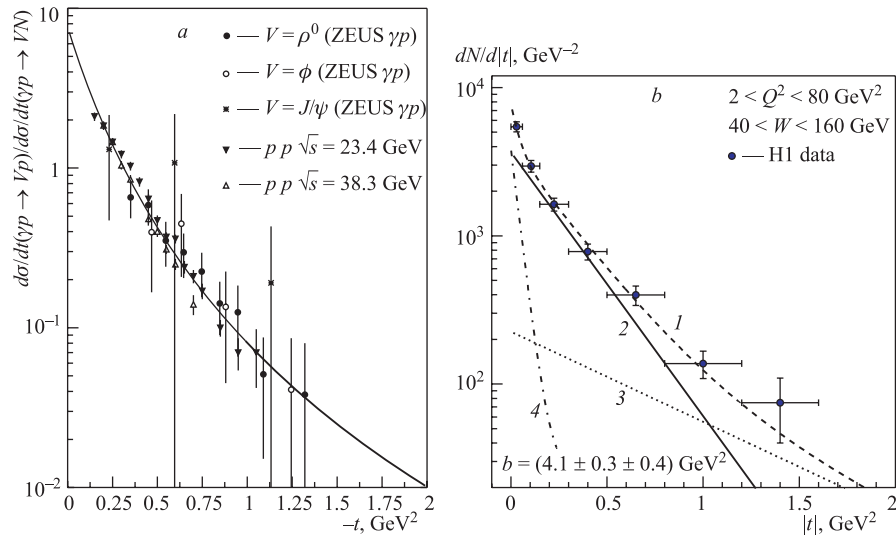 a
dσ/dt(γp → Vp)/dσ/dt(γp → VN)
10
1
10⁻¹
10⁻²
● — V = ρ⁰ (ZEUS γp)
○ — V = ϕ (ZEUS γp)
✶ — V = J/ψ (ZEUS γp)
▼ — p p √s = 23.4 GeV
△ — p p √s = 38.3 GeV
0 0.25 0.5 0.75 1 1.25 1.5 1.75 2
–t, GeV²
dN/d|t|, GeV⁻²
b
10⁴
10³
10²
2 < Q² < 80 GeV²
40 < W < 160 GeV
● — H1 data
1
2
3
4
b = (4.1 ± 0.3 ± 0.4) GeV²
0 0.5 1 1.5 2
|t|, GeV²